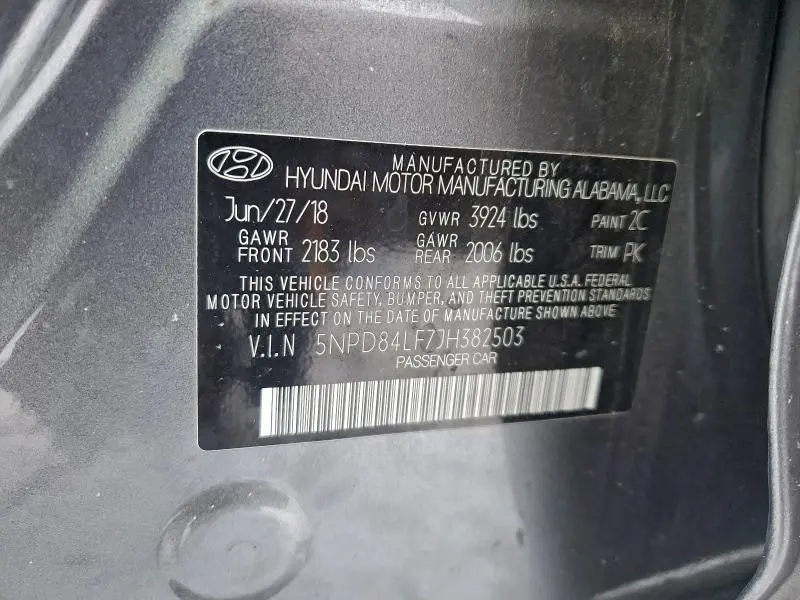 MANUFACTURED BY
HYUNDAI MOTOR MANUFACTURING ALABAMA, LLC
Jun/27/18 GVWR 3924 lbs PAINT 2C
GAWR FRONT 2183 lbs GAWR REAR 2006 lbs TRIM PK
THIS VEHICLE CONFORMS TO ALL APPLICABLE U.S.A. FEDERAL
MOTOR VEHICLE SAFETY, BUMPER, AND THEFT PREVENTION STANDARDS
IN EFFECT ON THE DATE OF MANUFACTURE SHOWN ABOVE
V.I.N 5NPD84LF7JH382503
PASSENGER CAR